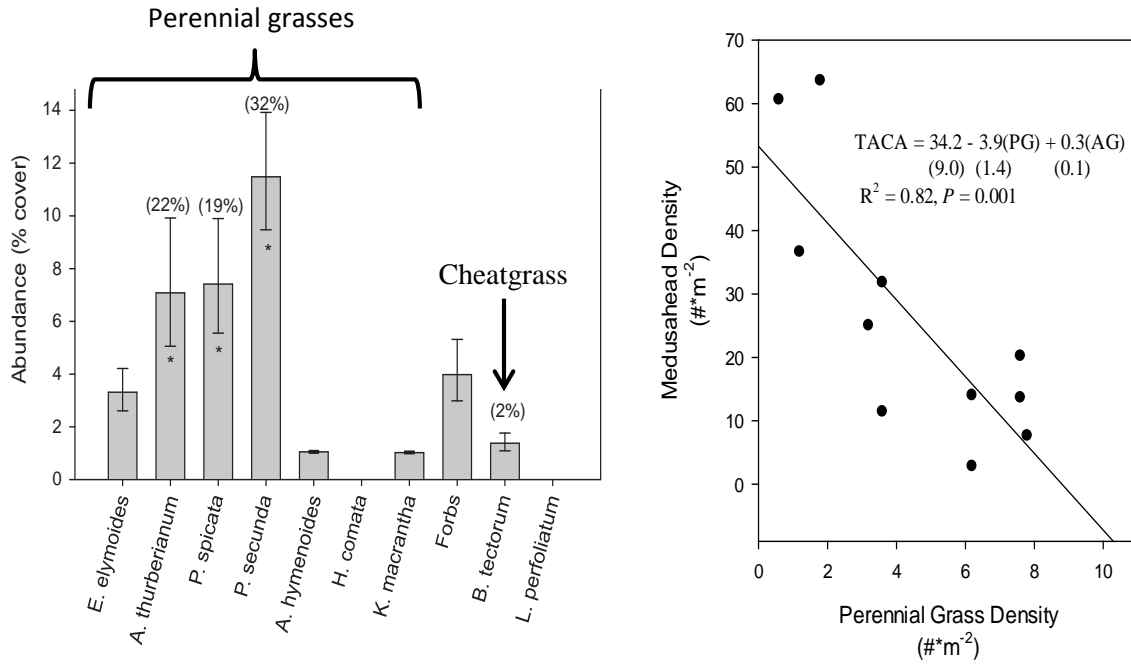 Perennial grasses
Abundance (% cover)
14
12
10
8
6
4
2
0
(22%)
(19%)
(32%)
*
*
*
Cheatgrass
(2%)
E. elymoides
A. thurberianum
P. spicata
P. secunda
A. hymenoides
H. comata
K. macrantha
Forbs
B. tectorum
L. perfoliatum
Medusahead Density
(#*m-2)
70
60
50
40
30
20
10
0
TACA = 34.2 - 3.9(PG) + 0.3(AG)
(9.0) (1.4) (0.1)
R2 = 0.82, P = 0.001
0 2 4 6 8 10
Perennial Grass Density
(#*m-2)